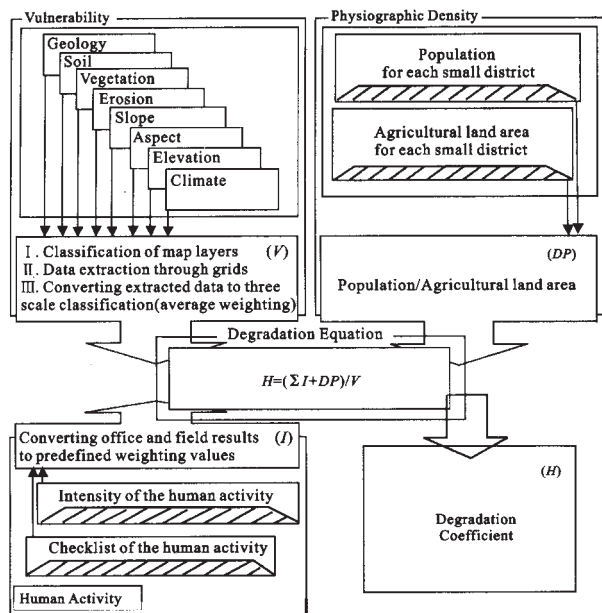 Vulnerability
Geology
Soil
Vegetation
Erosion
Slope
Aspect
Elevation
Climate
Ⅰ. Classification of map layers (V)
Ⅱ. Data extraction through grids
Ⅲ. Converting extracted data to three
scale classification(average weighting)
Physiographic Density
Population
for each small district
Agricultural land area
for each small district
(DP)
Population/Agricultural land area
Degradation Equation
H=(ΣI+DP)/V
Converting office and field results (I)
to predefined weighting values
Intensity of the human activity
Checklist of the human activity
Human Activity
(H)
Degradation
Coefficient